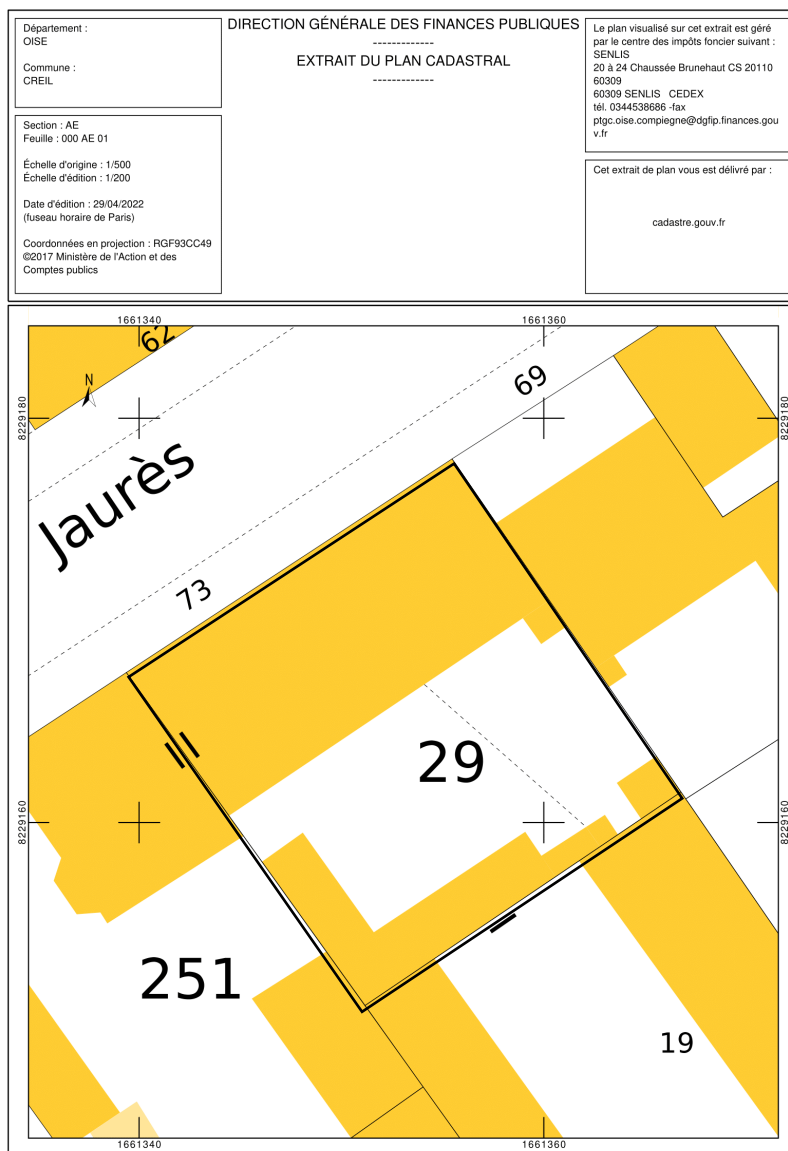 Département :
OISE
Commune :
CREIL
Section : AE
Feuille : 000 AE 01
Échelle d'origine : 1/500
Échelle d'édition : 1/200
Date d'édition : 29/04/2022
(fuseau horaire de Paris)
Coordonnées en projection : RGF93CC49
©2017 Ministère de l'Action et des
Comptes publics
DIRECTION GÉNÉRALE DES FINANCES PUBLIQUES
-------------
EXTRAIT DU PLAN CADASTRAL
-------------
Le plan visualisé sur cet extrait est géré
par le centre des impôts foncier suivant :
SENLIS
20 à 24 Chaussée Brunehaut CS 20110
60309
60309 SENLIS CEDEX
tél. 0344538686 -fax
ptgc.oise.compiegne@dgfip.finances.gou
v.fr
Cet extrait de plan vous est délivré par :
cadastre.gouv.fr
1661340
1661360
62
N
69
8229180
8229180
Jaurès
73
29
8229160
8229160
251
19
1661340
1661360